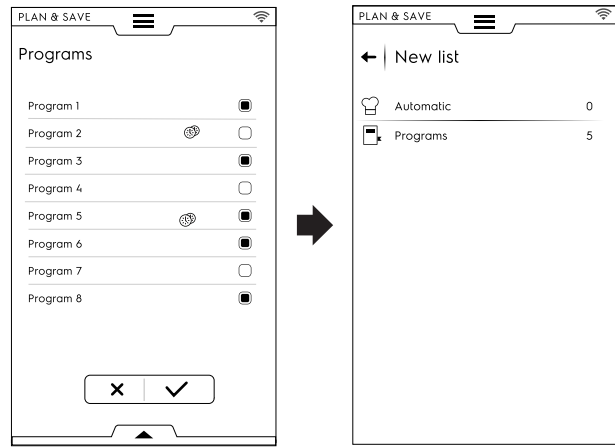 PLAN & SAVE
Programs
Program 1
Program 2
Program 3
Program 4
Program 5
Program 6
Program 7
Program 8
PLAN & SAVE
New list
Automatic 0
Programs 5